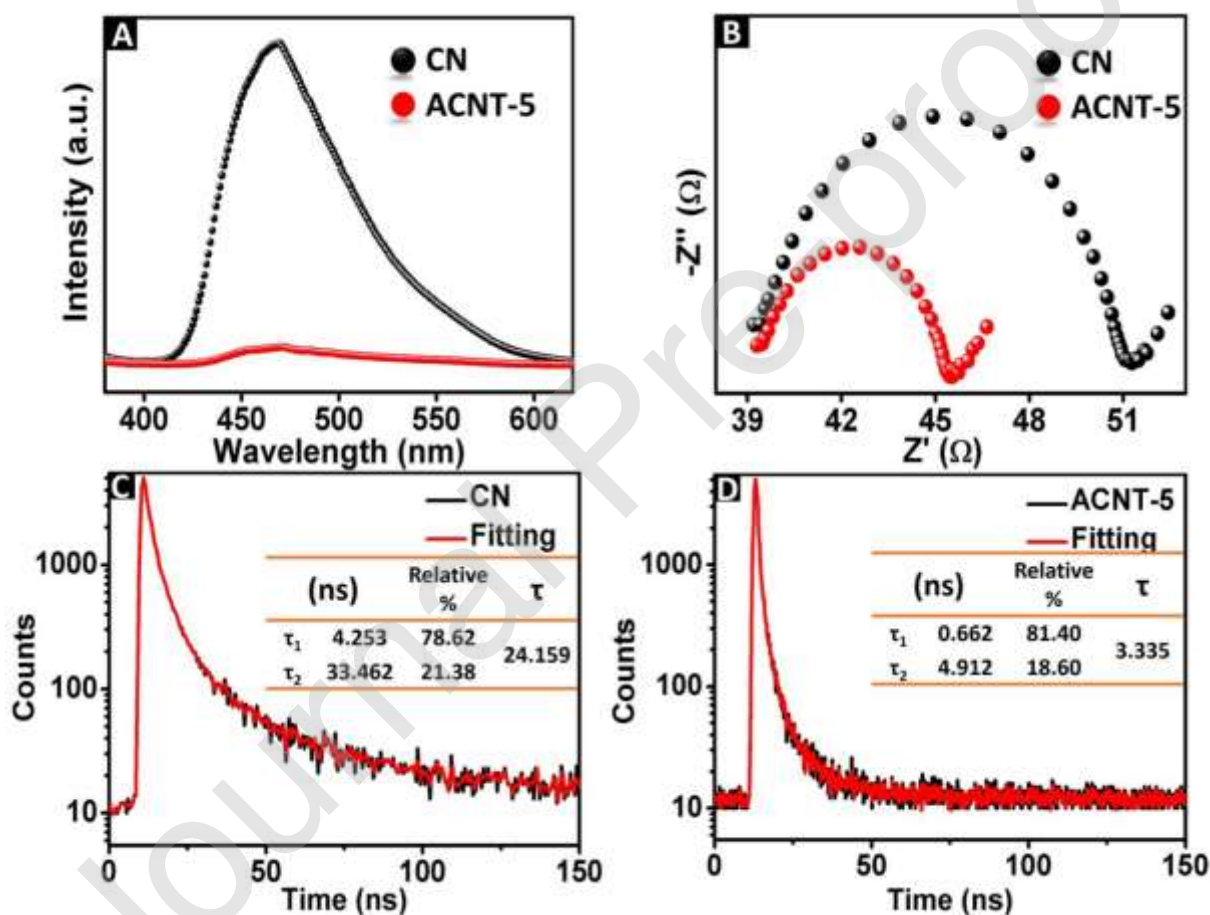 A
CN
ACNT-5
Intensity (a.u.)
400 450 500 550 600
Wavelength (nm)
B
CN
ACNT-5
-Z'' (Ω)
39 42 45 48 51
Z' (Ω)
C
CN
Fitting
(ns) Relative % τ
τ1 4.253 78.62 24.159
τ2 33.462 21.38
Counts
1000
100
10
0 50 100 150
Time (ns)
D
ACNT-5
Fitting
(ns) Relative % τ
τ1 0.662 81.40 3.335
τ2 4.912 18.60
Counts
1000
100
10
0 50 100 150
Time (ns)
Journal Pre-proo